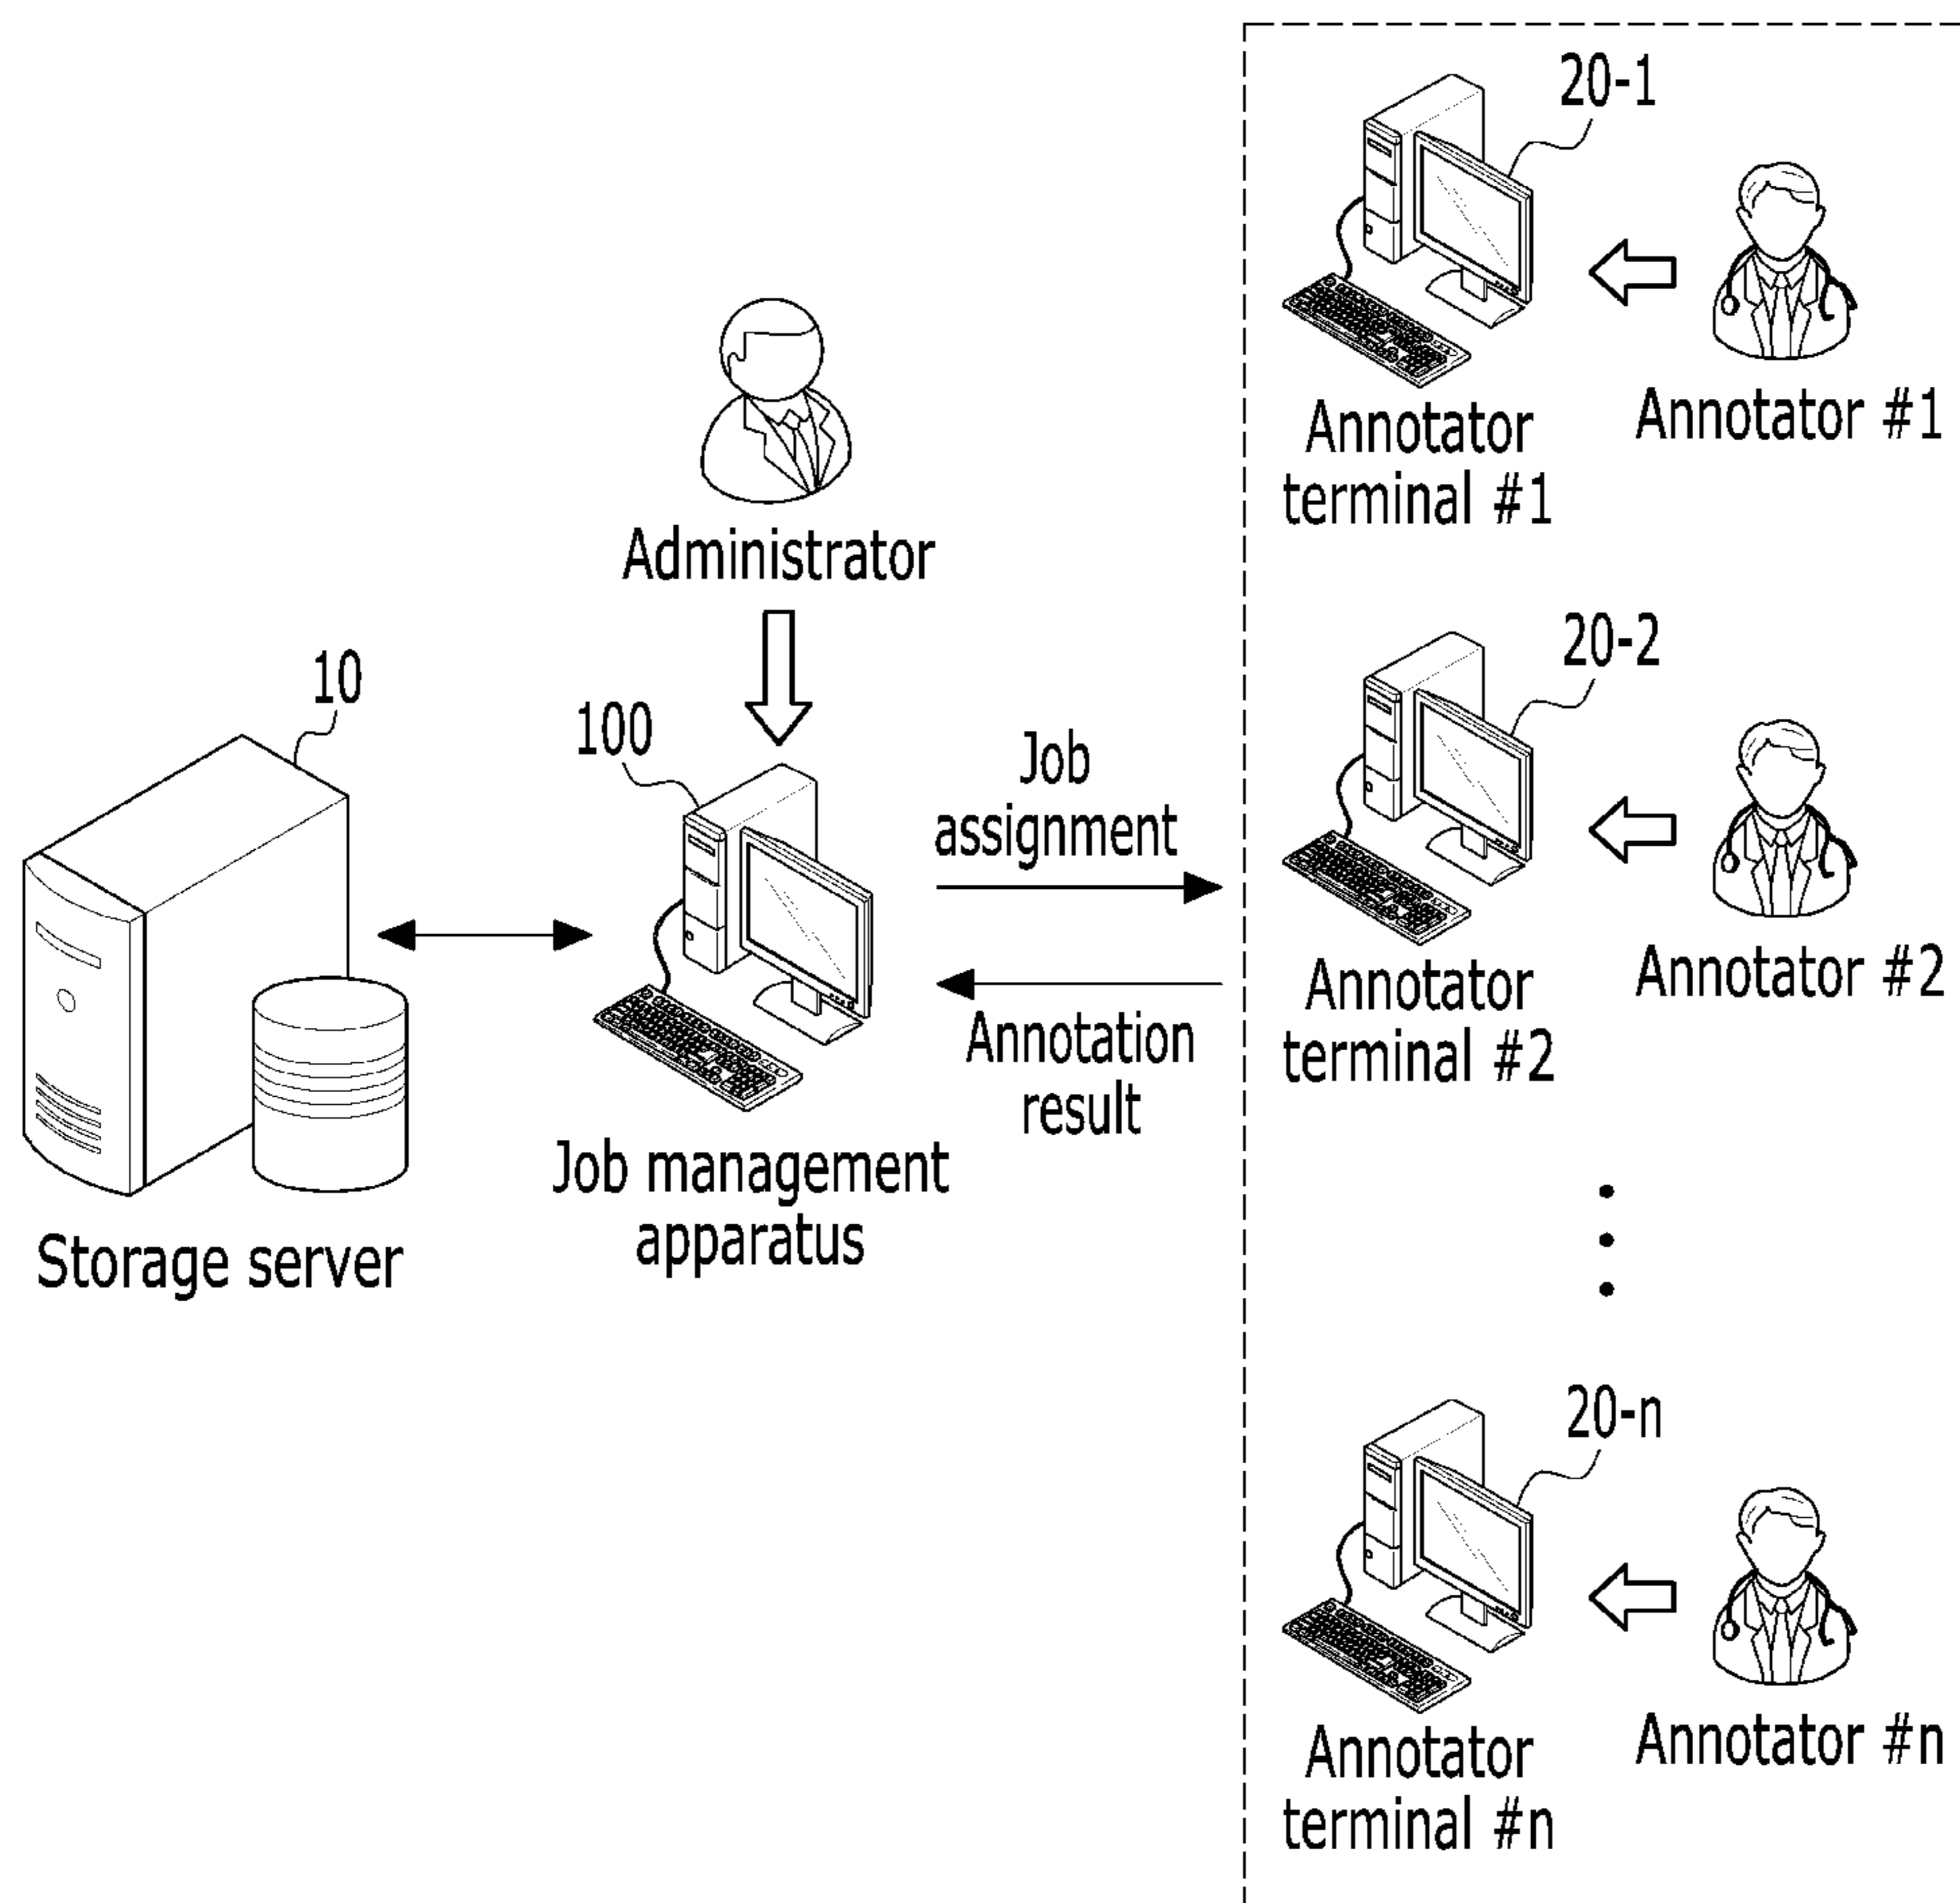 20-1
Annotator
terminal #1
Annotator #1
Administrator
10
100
Job
assignment
20-2
Annotator
terminal #2
Annotator #2
Annotation
result
Job management
apparatus
Storage server
20-n
Annotator
terminal #n
Annotator #n